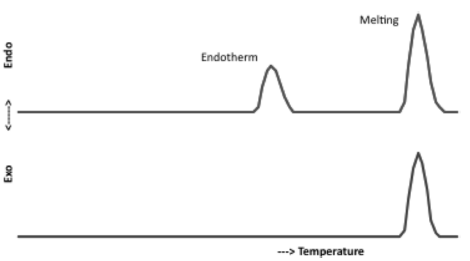 Melting
Endotherm
Endo
<----->
Exo
---> Temperature